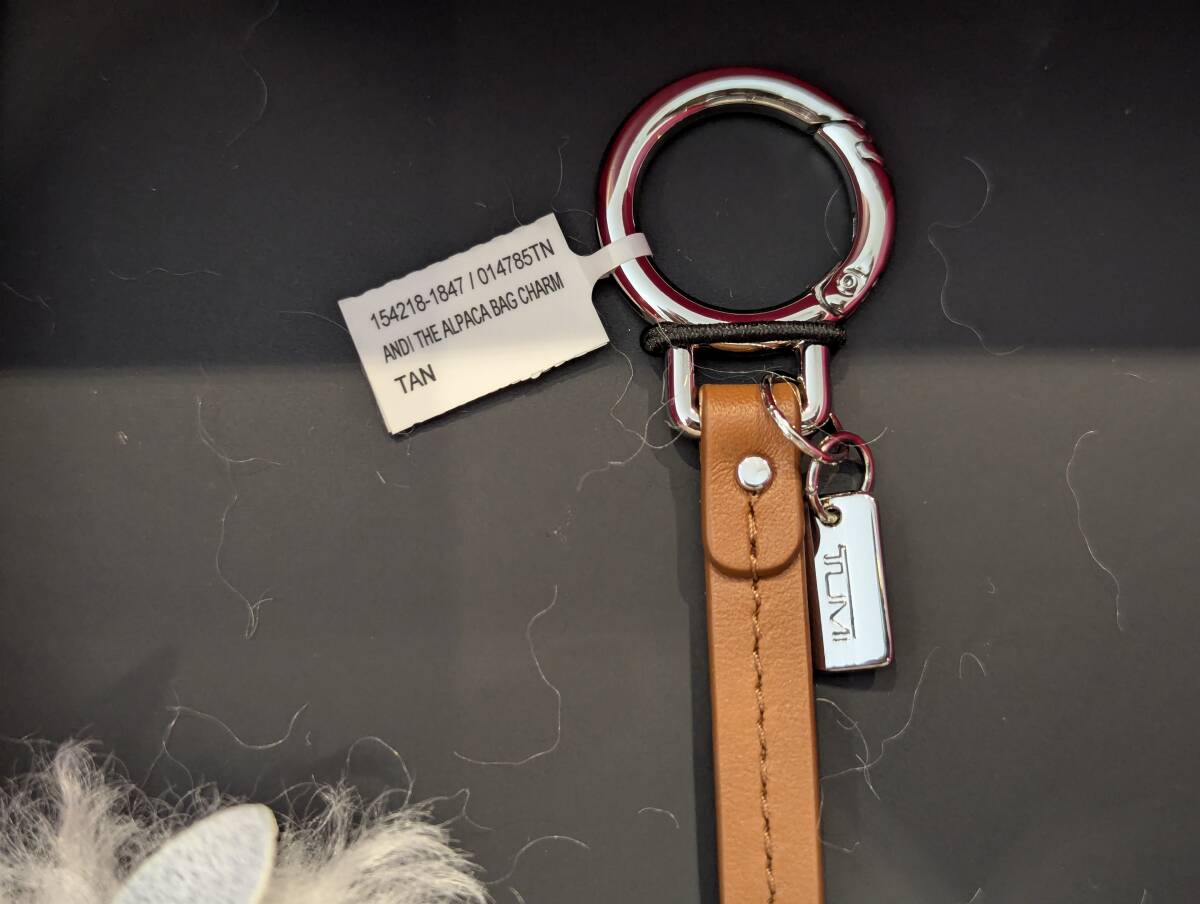 154218-1847 / 014785TN
ANDI THE ALPACA BAG CHARM
TAN
TUMI